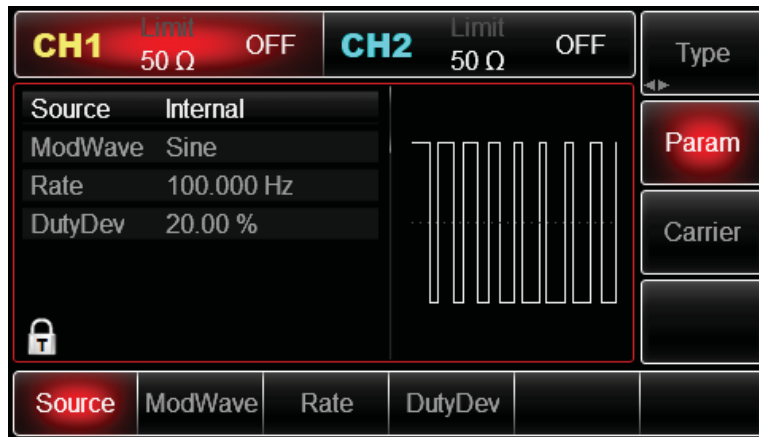 CH1 Limit 50 Ω OFF CH2 Limit 50 Ω OFF
Type
Source Internal
ModWave Sine
Rate 100.000 Hz
DutyDev 20.00 %
Param
Carrier
T
Source ModWave Rate DutyDev